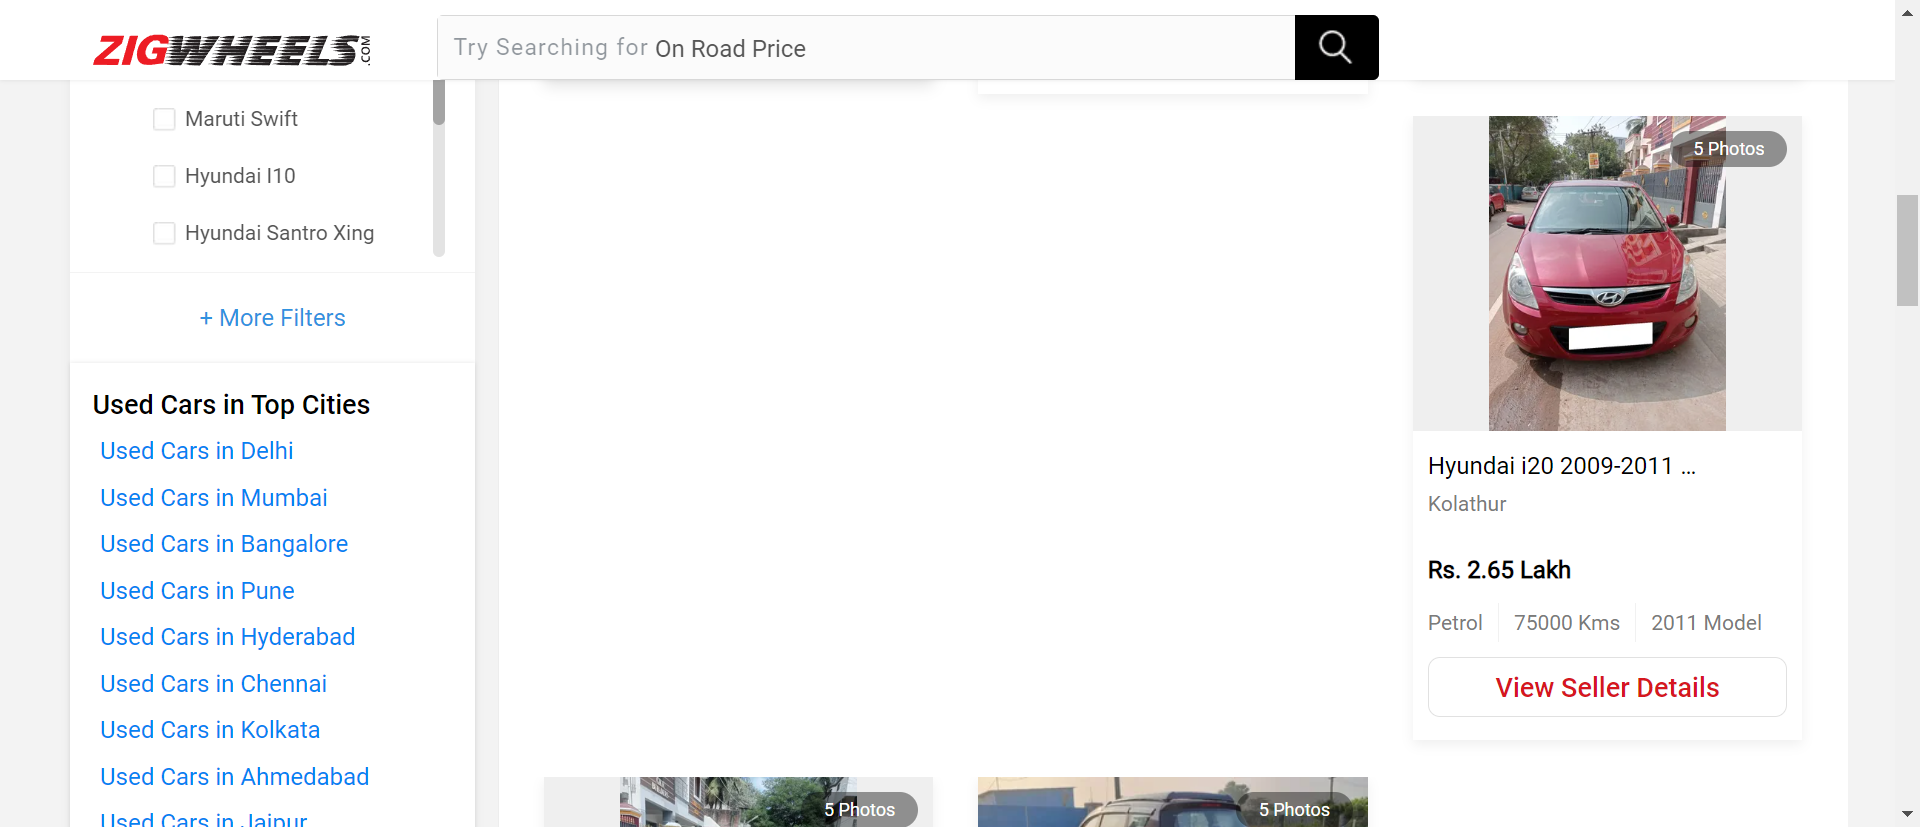 ZIGWHEELS.COM
Try Searching for On Road Price
Maruti Swift
Hyundai I10
Hyundai Santro Xing
+ More Filters
Used Cars in Top Cities
Used Cars in Delhi
Used Cars in Mumbai
Used Cars in Bangalore
Used Cars in Pune
Used Cars in Hyderabad
Used Cars in Chennai
Used Cars in Kolkata
Used Cars in Ahmedabad
Used Cars in Jaipur
5 Photos
Hyundai i20 2009-2011 ...
Kolathur
Rs. 2.65 Lakh
Petrol
75000 Kms
2011 Model
View Seller Details
5 Photos
5 Photos